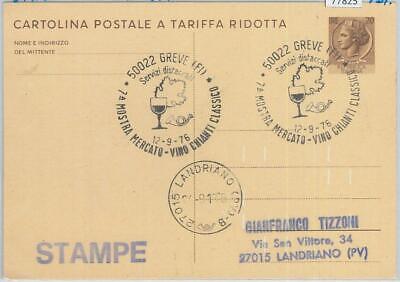 77825
CARTOLINA POSTALE A TARIFFA RIDOTTA
NOME E INDIRIZZO
DEL MITTENTE
50022 GREVE (FI)
Servizi distaccati
7ª MOSTRA MERCATO - VINO CHIANTI CLASSICO
12-9-76
50022 GREVE (FI)
Servizi distaccati
7ª MOSTRA MERCATO - VINO CHIANTI CLASSICO
12-9-76
27015 LANDRIANO (PV)-B
STAMPE
GIANFRANCO TIZZONI
Via San Vittore, 34
27015 LANDRIANO (PV)